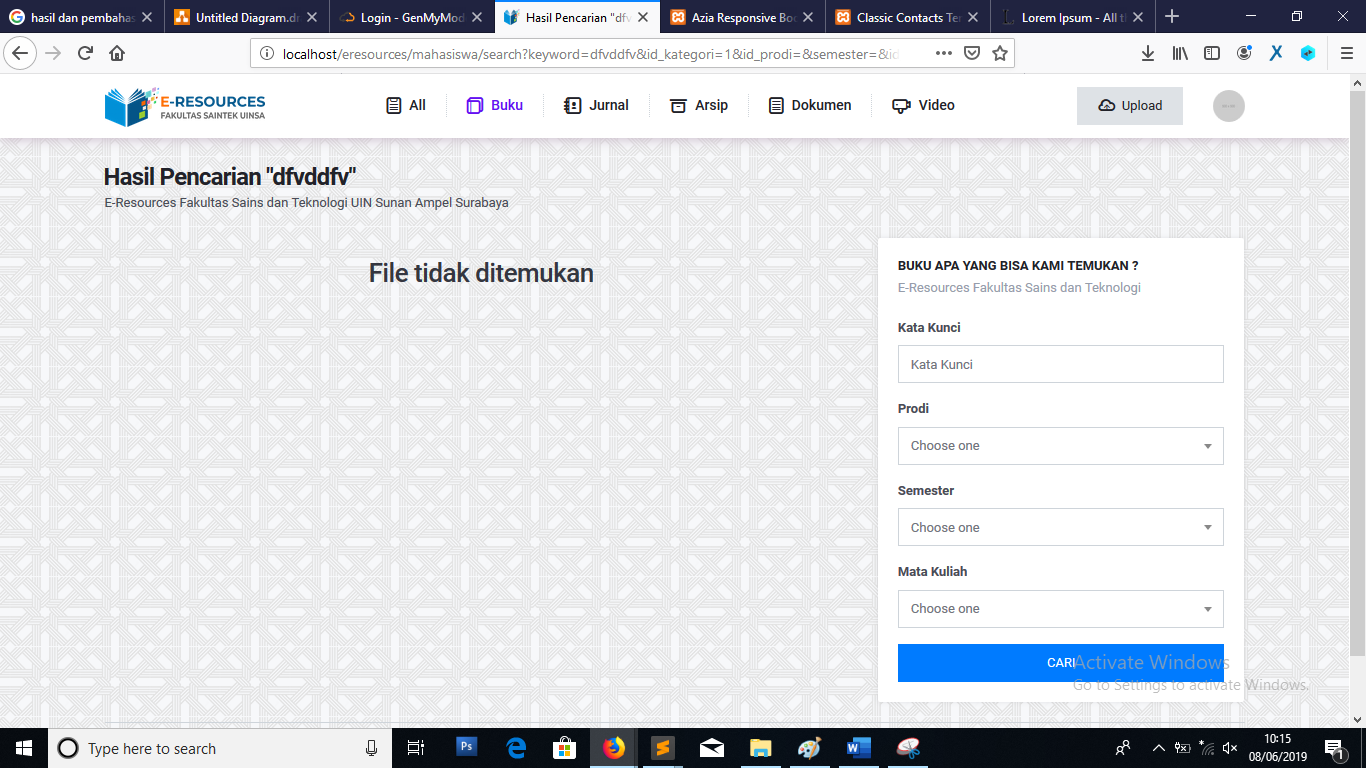 hasil dan pembahas
Untitled Diagram.dr
Login - GenMyMod
Hasil Pencarian "dfv
Azia Responsive Boo
Classic Contacts Ter
Lorem Ipsum - All th
localhost/eresources/mahasiswa/search?keyword=dfvddfv&id_kategori=1&id_prodi=&semester=&id
E-RESOURCES
FAKULTAS SAINTEK UINSA
All
Buku
Jurnal
Arsip
Dokumen
Video
Upload
Hasil Pencarian "dfvddfv"
E-Resources Fakultas Sains dan Teknologi UIN Sunan Ampel Surabaya
File tidak ditemukan
BUKU APA YANG BISA KAMI TEMUKAN ?
E-Resources Fakultas Sains dan Teknologi
Kata Kunci
Kata Kunci
Prodi
Choose one
Semester
Choose one
Mata Kuliah
Choose one
CARI
Activate Windows
Go to Settings to activate Windows.
Type here to search
Ps
10:15
08/06/2019
1